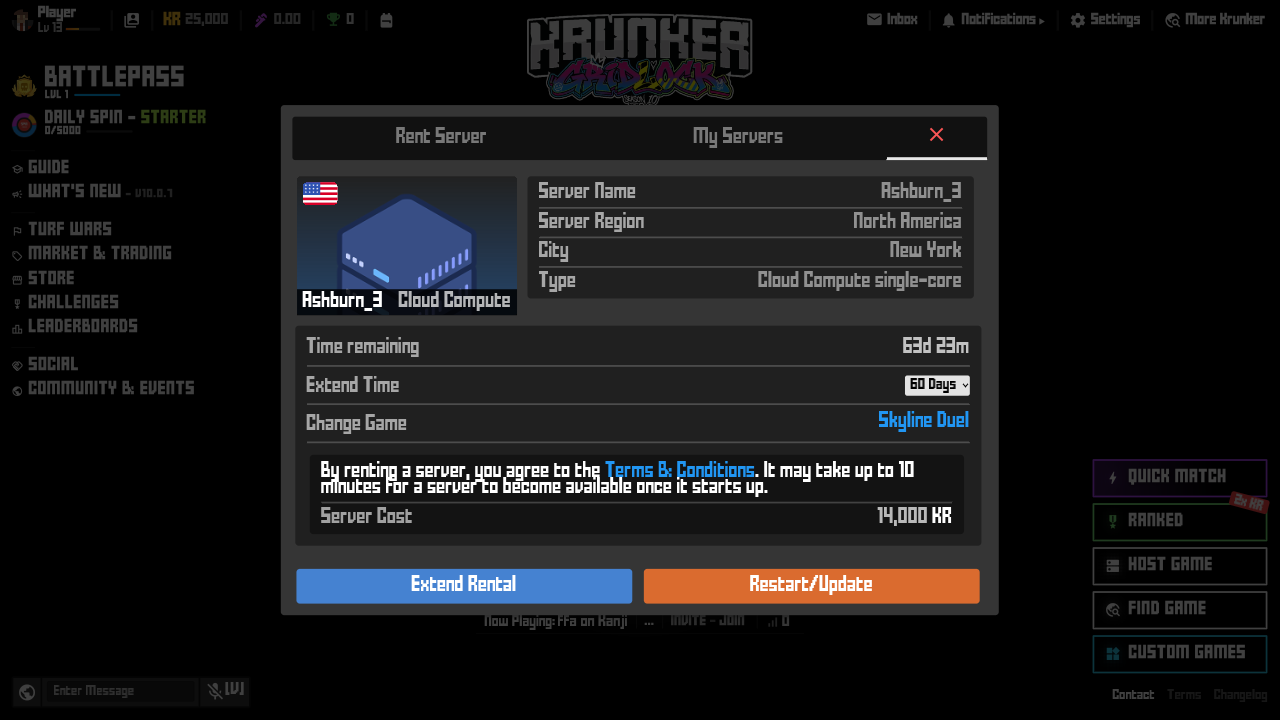 Player
Lv 13
KR 25,000
0.00
0
Inbox
Notifications ▸
Settings
More Krunker
KRUNKER
GRIDLOCK
BATTLEPASS
LVL 1
DAILY SPIN - STARTER
0/5000
GUIDE
WHAT'S NEW - V10.0.7
TURF WARS
MARKET & TRADING
STORE
CHALLENGES
LEADERBOARDS
SOCIAL
COMMUNITY & EVENTS
Rent Server
My Servers
Ashburn_3 Cloud Compute
Server Name Ashburn_3
Server Region North America
City New York
Type Cloud Compute single-core
Time remaining 63d 23m
Extend Time 60 Days
Change Game Skyline Duel
By renting a server, you agree to the Terms & Conditions. It may take up to 10
minutes for a server to become available once it starts up.
Server Cost 14,000 KR
Extend Rental
Restart/Update
Now Playing: FFA on Kanji ... INVITE - JOIN 0
QUICK MATCH
2x KR
RANKED
HOST GAME
FIND GAME
CUSTOM GAMES
Enter Message
[V]
Contact Terms Changelog